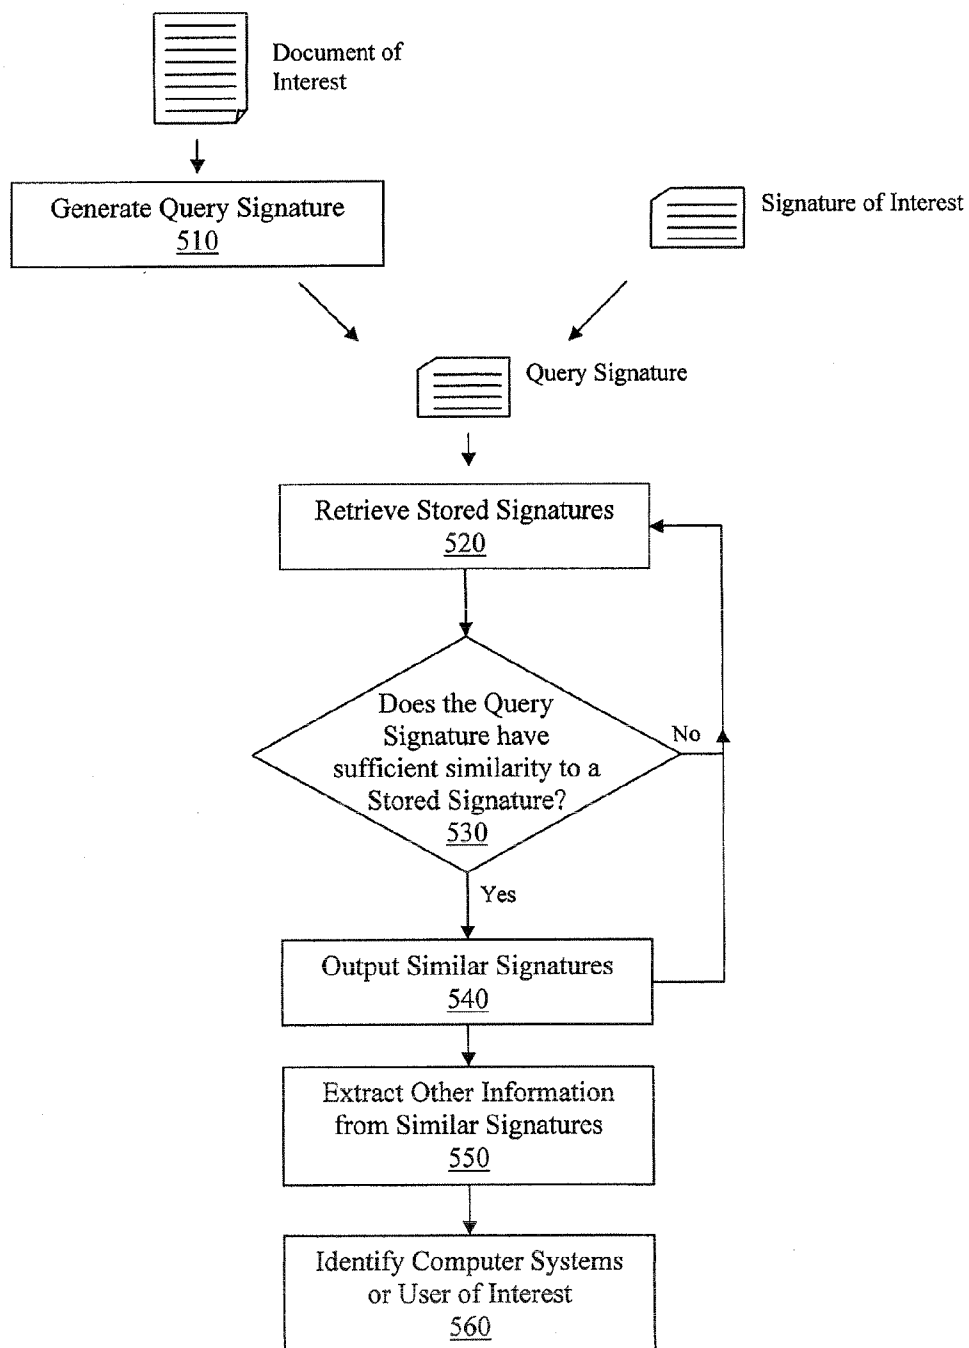 Document of
Interest
Generate Query Signature
510
Signature of Interest
Query Signature
Retrieve Stored Signatures
520
Does the Query
Signature have
sufficient similarity to a
Stored Signature?
530
No
Yes
Output Similar Signatures
540
Extract Other Information
from Similar Signatures
550
Identify Computer Systems
or User of Interest
560